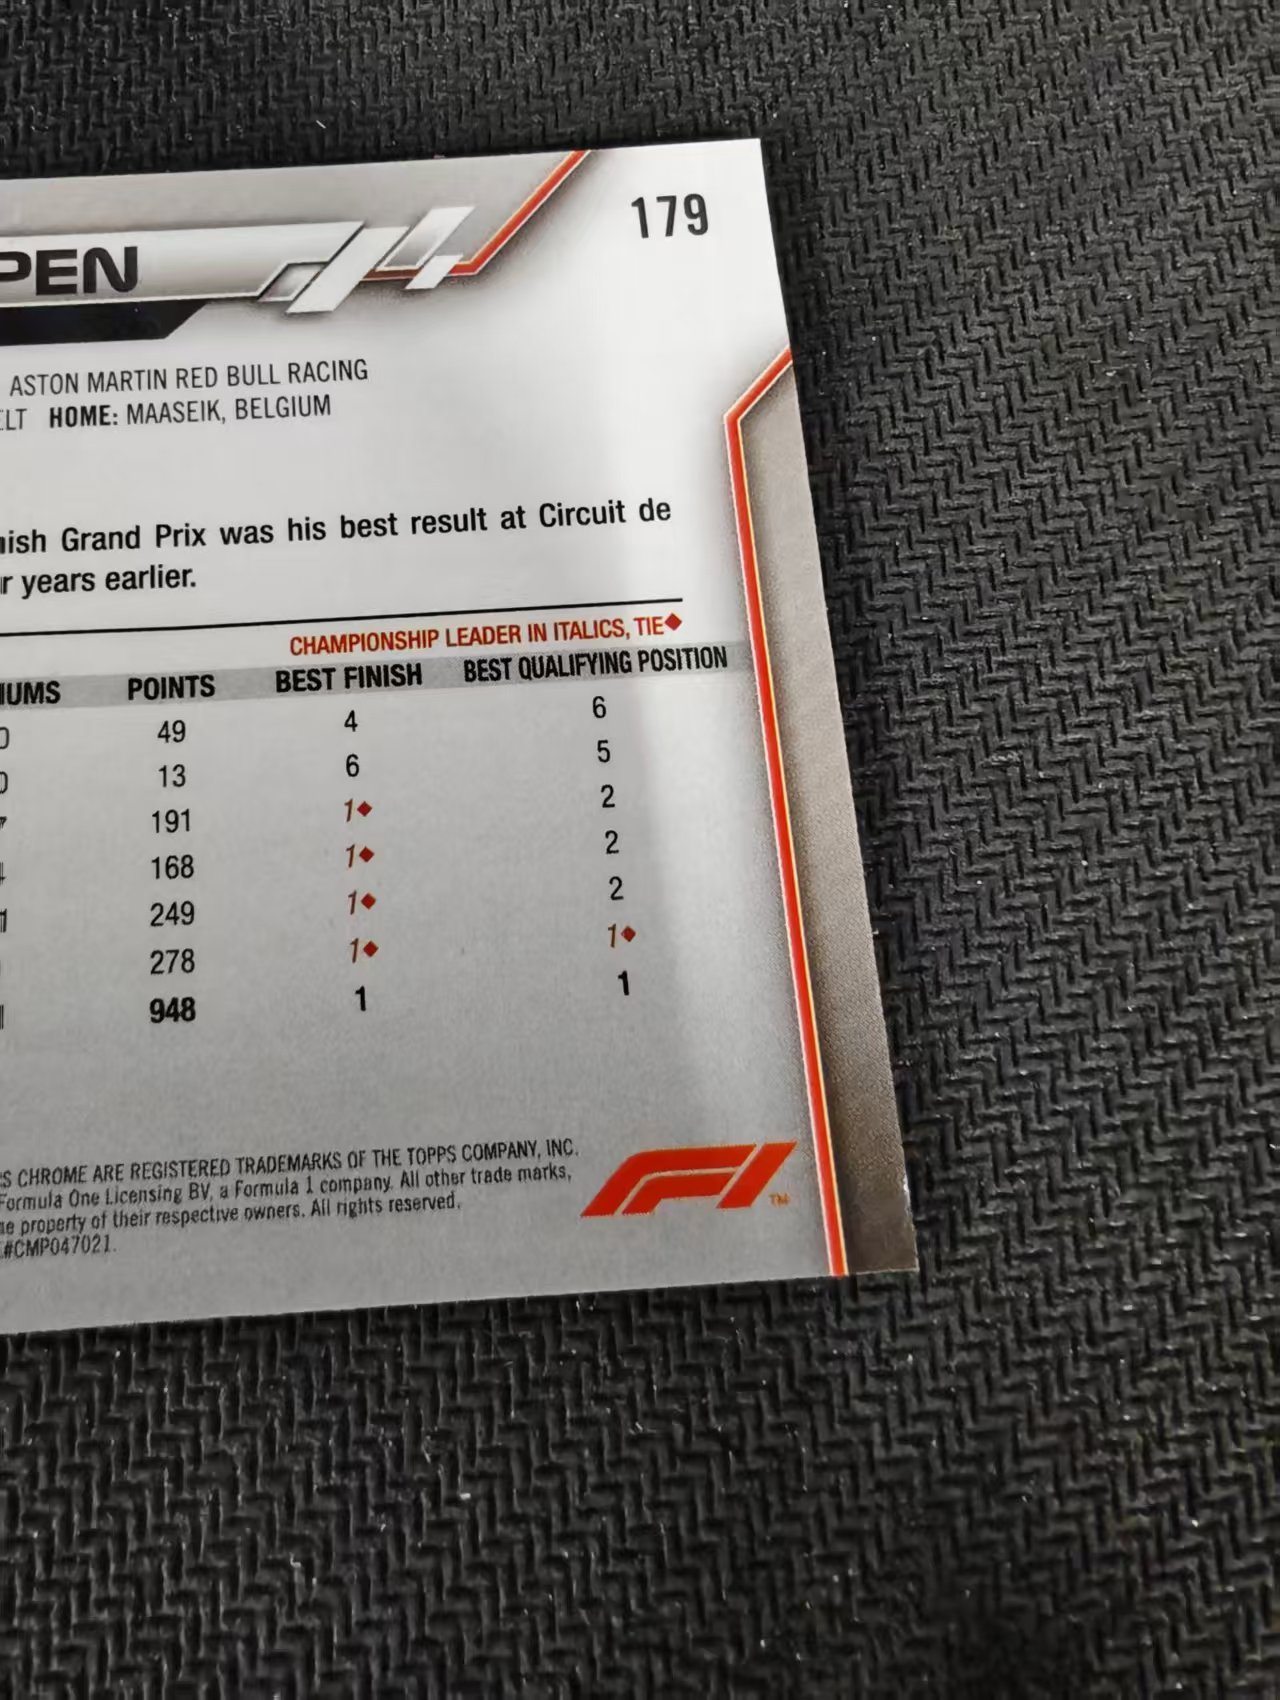 179
PEN
ASTON MARTIN RED BULL RACING
HOME: MAASEIK, BELGIUM
Grand Prix was his best result at Circuit de
years earlier.
CHAMPIONSHIP LEADER IN ITALICS, TIE◆
IUMS POINTS BEST FINISH BEST QUALIFYING POSITION
49 4 6
13 6 5
191 1◆ 2
168 1◆ 2
249 1◆ 2
278 1◆ 1◆
948 1 1
S CHROME ARE REGISTERED TRADEMARKS OF THE TOPPS COMPANY, INC.
Formula One Licensing BV, a Formula 1 company. All other trade marks,
property of their respective owners. All rights reserved.
#CMP047021.
F1 TM